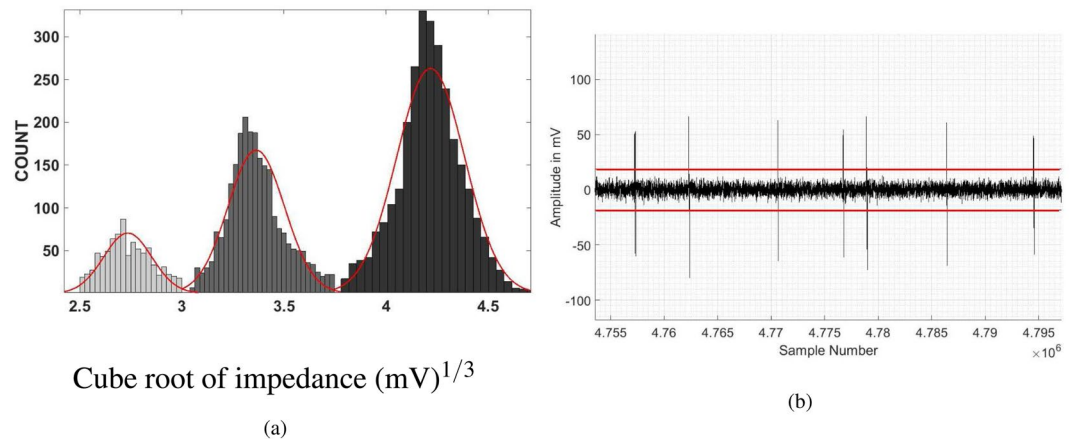 300
250
200
150
100
50
COUNT
2.5 3 3.5 4 4.5
Cube root of impedance (mV)^{1/3}
(a)
100
50
0
-50
-100
Amplitude in mV
4.755 4.76 4.765 4.77 4.775 4.78 4.785 4.79 4.795
Sample Number
×10^6
(b)